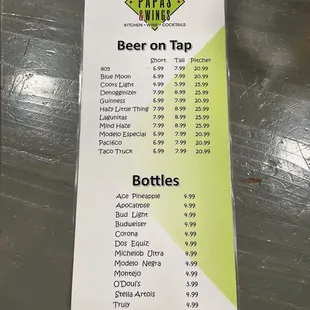 PAPAS
&WINGS
KITCHEN • WINE • COCKTAILS
Beer on Tap
Short Tall Pitcher
805 6.99 7.99 20.99
Blue Moon 6.99 7.99 20.99
Coors Light 4.99 5.99 15.99
Denogginizer 7.99 8.99 25.99
Guinness 6.99 7.99 20.99
Hazy Little Thing 7.99 8.99 25.99
Lagunitas 7.99 8.99 25.99
Mind Haze 7.99 8.99 25.99
Modelo Especial 6.99 7.99 20.99
Pacifico 6.99 7.99 20.99
Taco Truck 6.99 7.99 20.99
Bottles
Ace Pineapple 4.99
Apocalypse 4.99
Bud Light 4.99
Budweiser 4.99
Corona 4.99
Dos Equiz 4.99
Michelob Ultra 4.99
Modelo Negra 4.99
Montejo 4.99
O'Doul's 3.99
Stella Artois 4.99
Truly 4.99